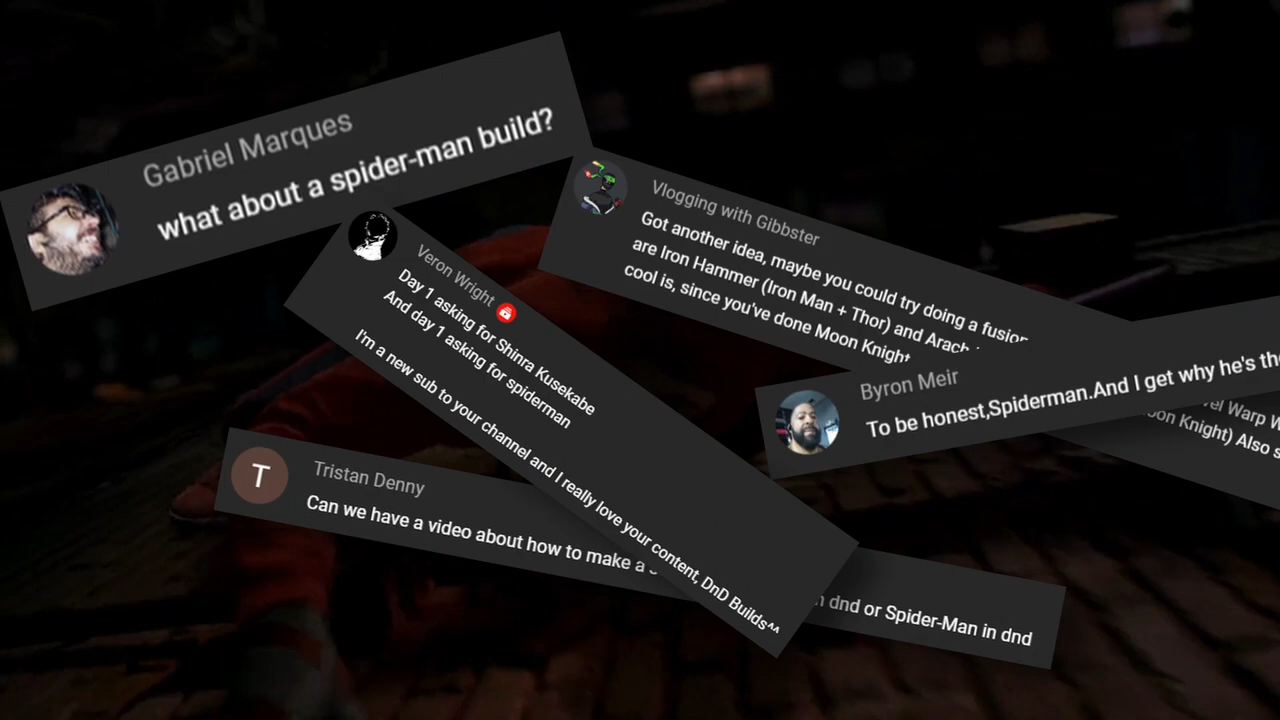 Gabriel Marques
what about a spider-man build?
Vlogging with Gibbster
Got another idea, maybe you could try doing a fusion
are Iron Hammer (Iron Man + Thor) and Arach
cool is, since you've done Moon Knight
Warp
Knight) Also
Veron Wright
Day 1 asking for Shinra Kusekabe
And day 1 asking for spiderman
I'm a new sub to your channel and I really love your content, DnD Builds^^
Byron Meir
To be honest,Spiderman.And I get why he's
T
Tristan Denny
Can we have a video about how to make a
dnd or Spider-Man in dnd